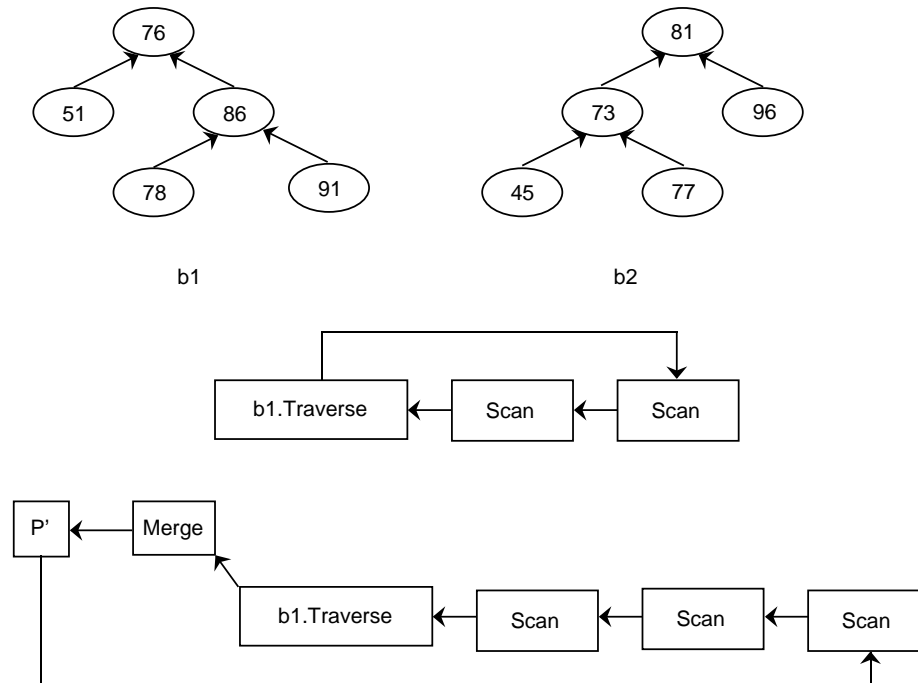 76
81
51
86
73
96
78
91
45
77
b1
b2
b1.Traverse
Scan
Scan
P’
Merge
b1.Traverse
Scan
Scan
Scan